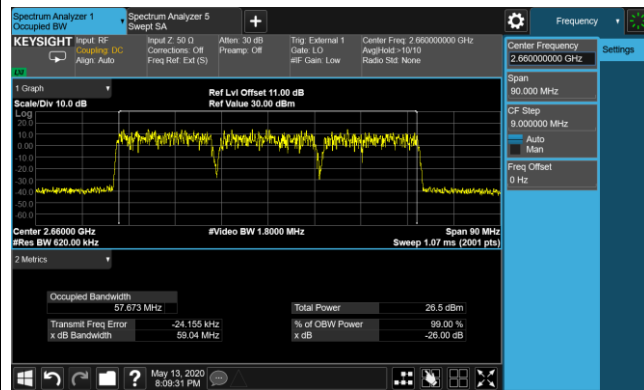 Spectrum Analyzer 1
Occupied BW
Spectrum Analyzer 5
Swept SA
+
Frequency
KEYSIGHT
Input: RF
Coupling: DC
Align: Auto
Input Z: 50 Ω
Corrections: Off
Freq Ref: Ext (S)
Atten: 30 dB
Preamp: Off
Trig: External 1
Gate: LO
#IF Gain: Low
Center Freq: 2.660000000 GHz
Avg|Hold:>10/10
Radio Std: None
Center Frequency
2.660000000 GHz
Settings
Span
90.000 MHz
CF Step
9.000000 MHz
Auto
Man
Freq Offset
0 Hz
1 Graph
Scale/Div 10.0 dB
Ref Lvl Offset 11.00 dB
Ref Value 30.00 dBm
Log
20.0
10.0
0.00
-10.0
-20.0
-30.0
-40.0
-50.0
-60.0
Center 2.66000 GHz
#Res BW 620.00 kHz
#Video BW 1.8000 MHz
Span 90 MHz
Sweep 1.07 ms (2001 pts)
2 Metrics
Occupied Bandwidth
57.673 MHz
Total Power 26.5 dBm
Transmit Freq Error -24.155 kHz
% of OBW Power 99.00 %
x dB Bandwidth 59.04 MHz
x dB -26.00 dB
?
May 13, 2020
8:09:31 PM